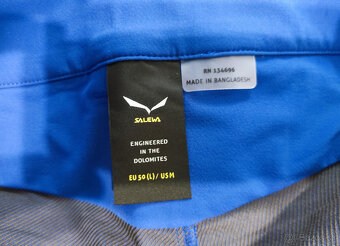 RN 134696
MADE IN BANGLADESH
SALEWA
ENGINEERED
IN THE
DOLOMITES
EU 50 (L) / US M